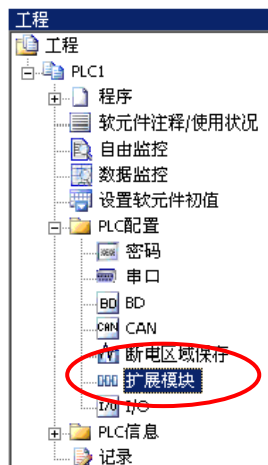 工程
工程
PLC1
程序
软元件注释/使用状况
自由监控
数据监控
设置软元件初值
PLC配置
密码
串口
BD BD
CAN CAN
断电区域保存
扩展模块
I/O I/O
PLC信息
记录